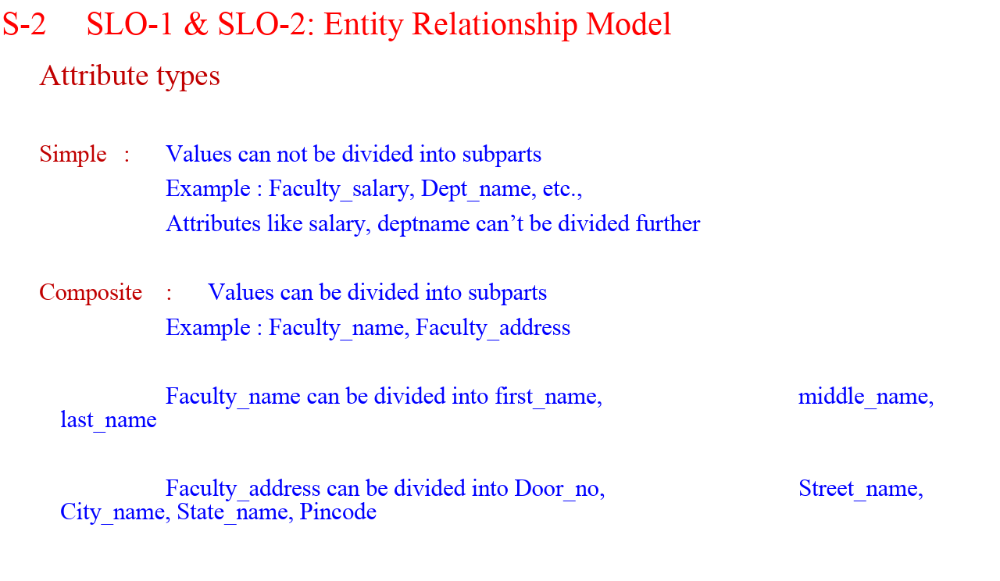 S-2 SLO-1 & SLO-2: Entity Relationship Model
Attribute types
Simple : Values can not be divided into subparts
Example : Faculty_salary, Dept_name, etc.,
Attributes like salary, deptname can’t be divided further
Composite : Values can be divided into subparts
Example : Faculty_name, Faculty_address
Faculty_name can be divided into first_name, middle_name,
last_name
Faculty_address can be divided into Door_no, Street_name,
City_name, State_name, Pincode